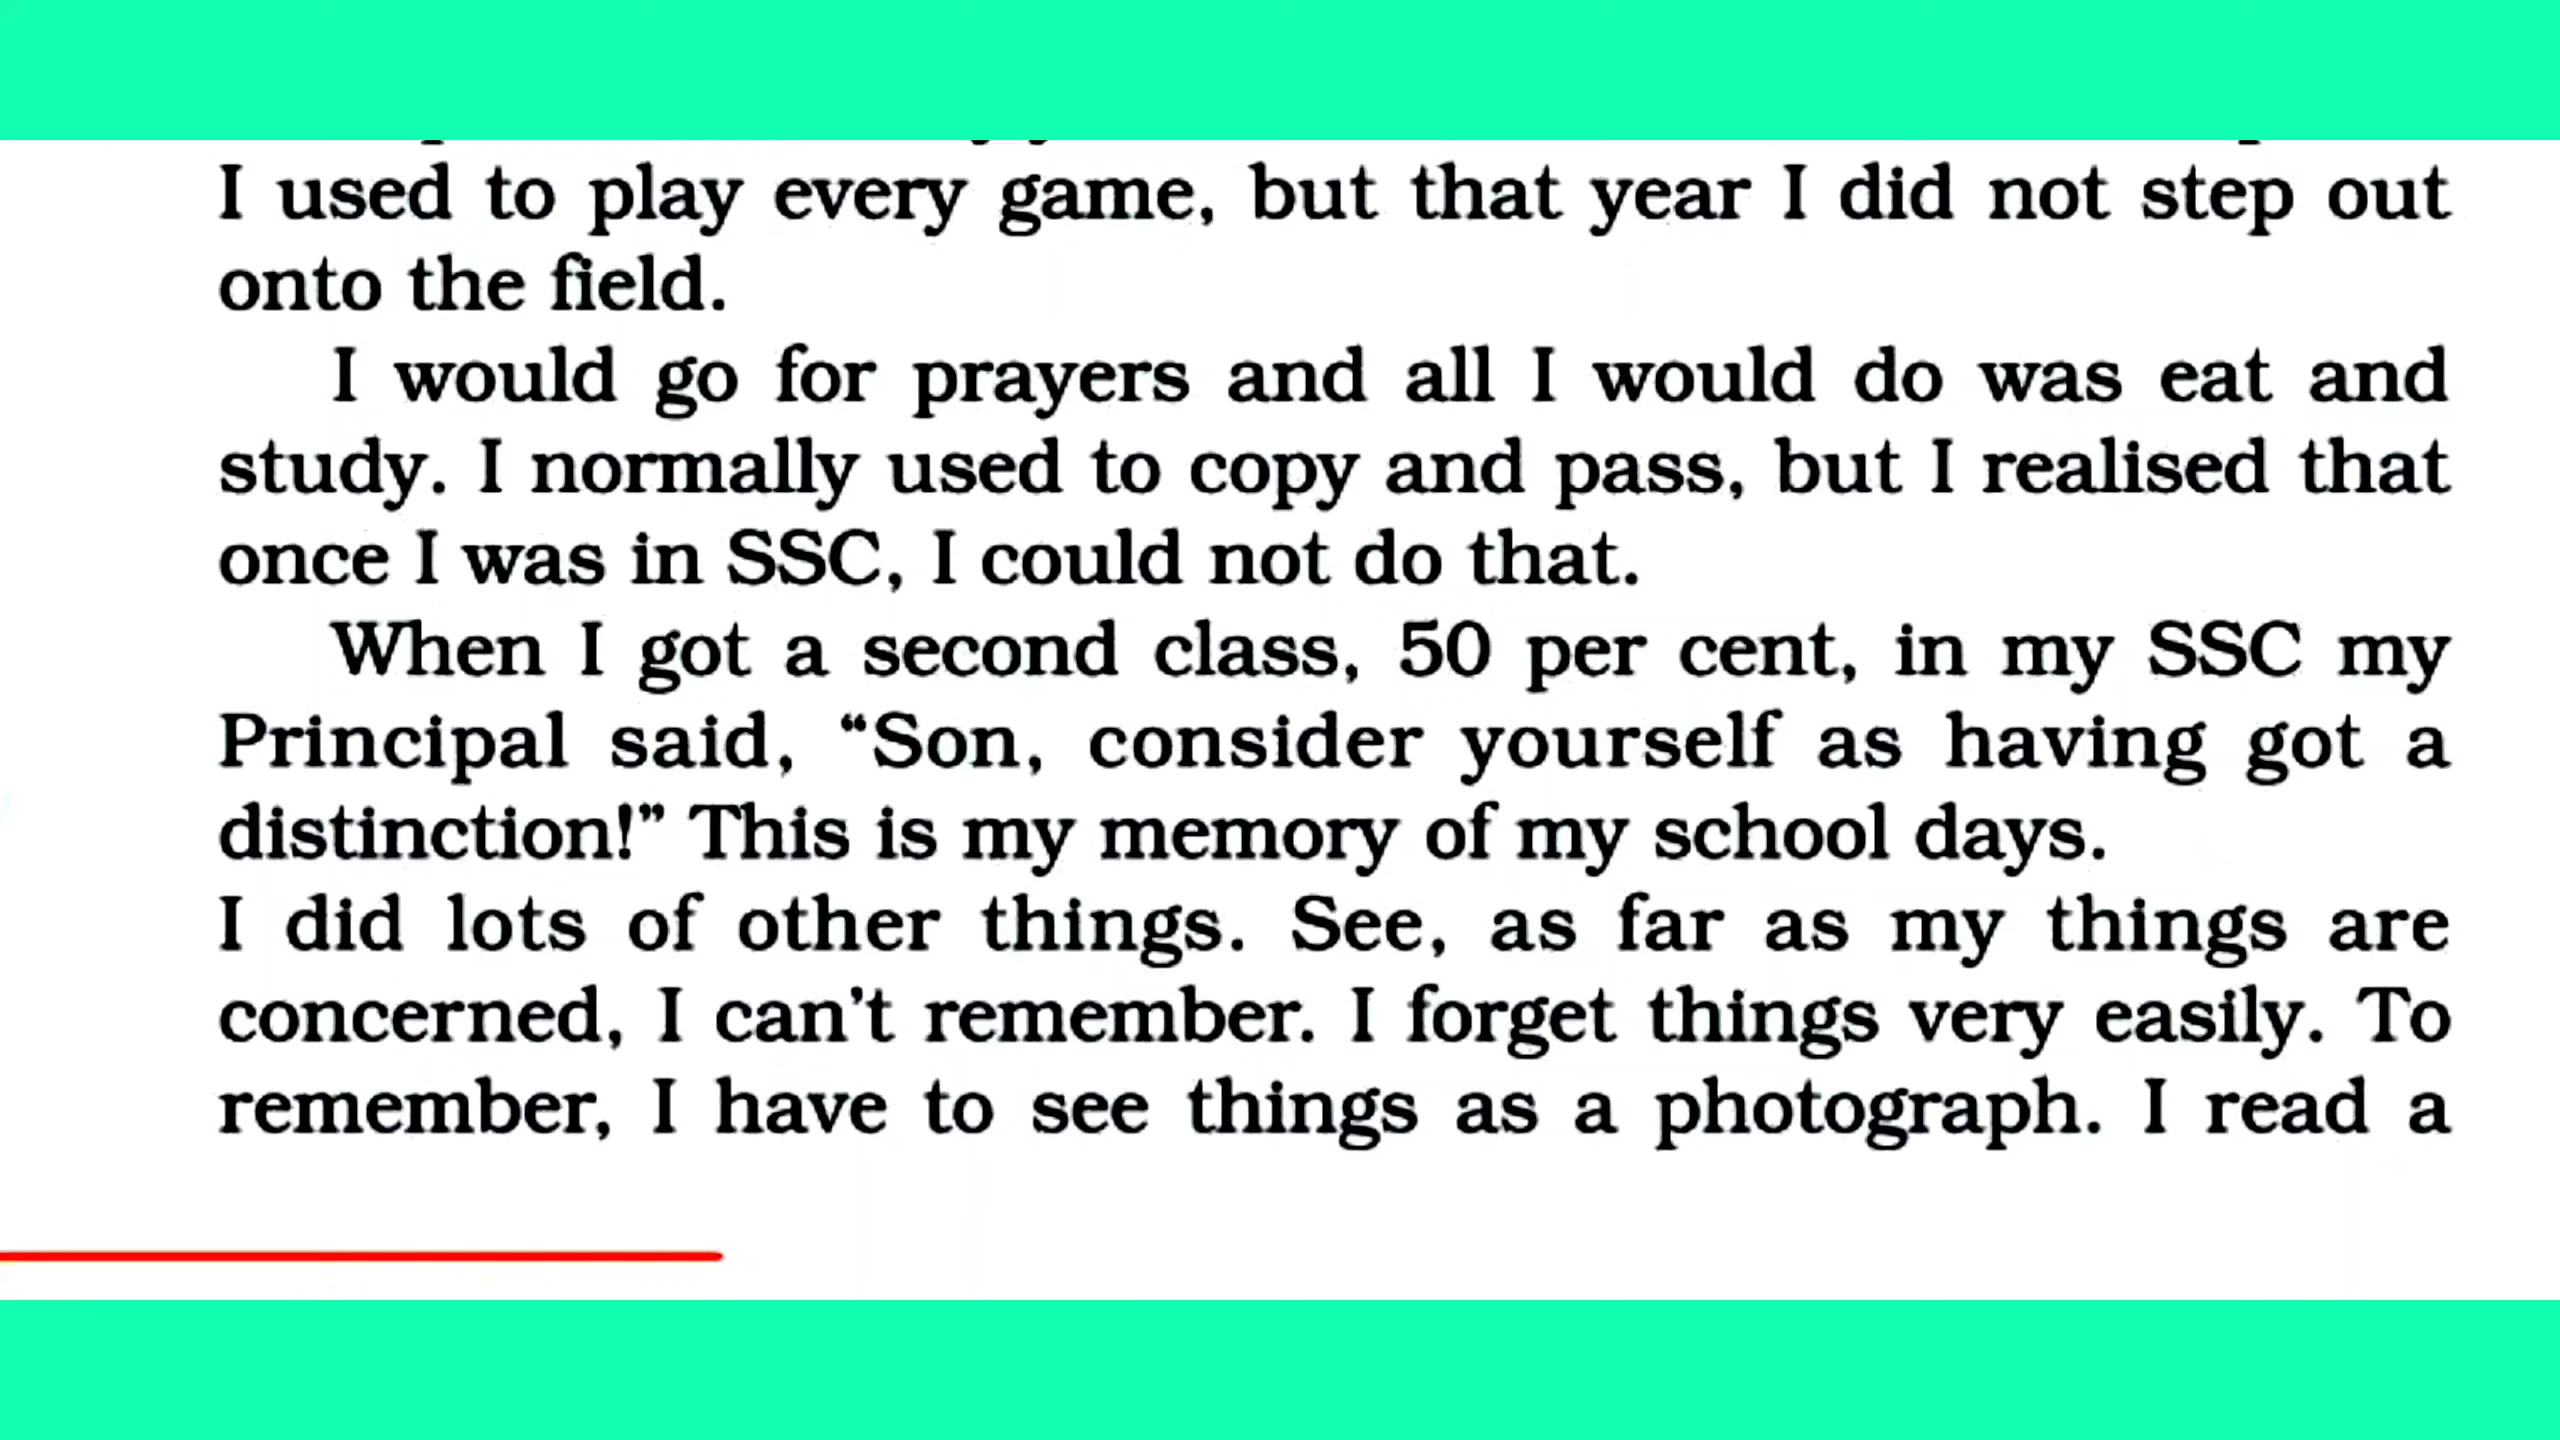 I used to play every game, but that year I did not step out
onto the field.
I would go for prayers and all I would do was eat and
study. I normally used to copy and pass, but I realised that
once I was in SSC, I could not do that.
When I got a second class, 50 per cent, in my SSC my
Principal said, “Son, consider yourself as having got a
distinction!” This is my memory of my school days.
I did lots of other things. See, as far as my things are
concerned, I can’t remember. I forget things very easily. To
remember, I have to see things as a photograph. I read a